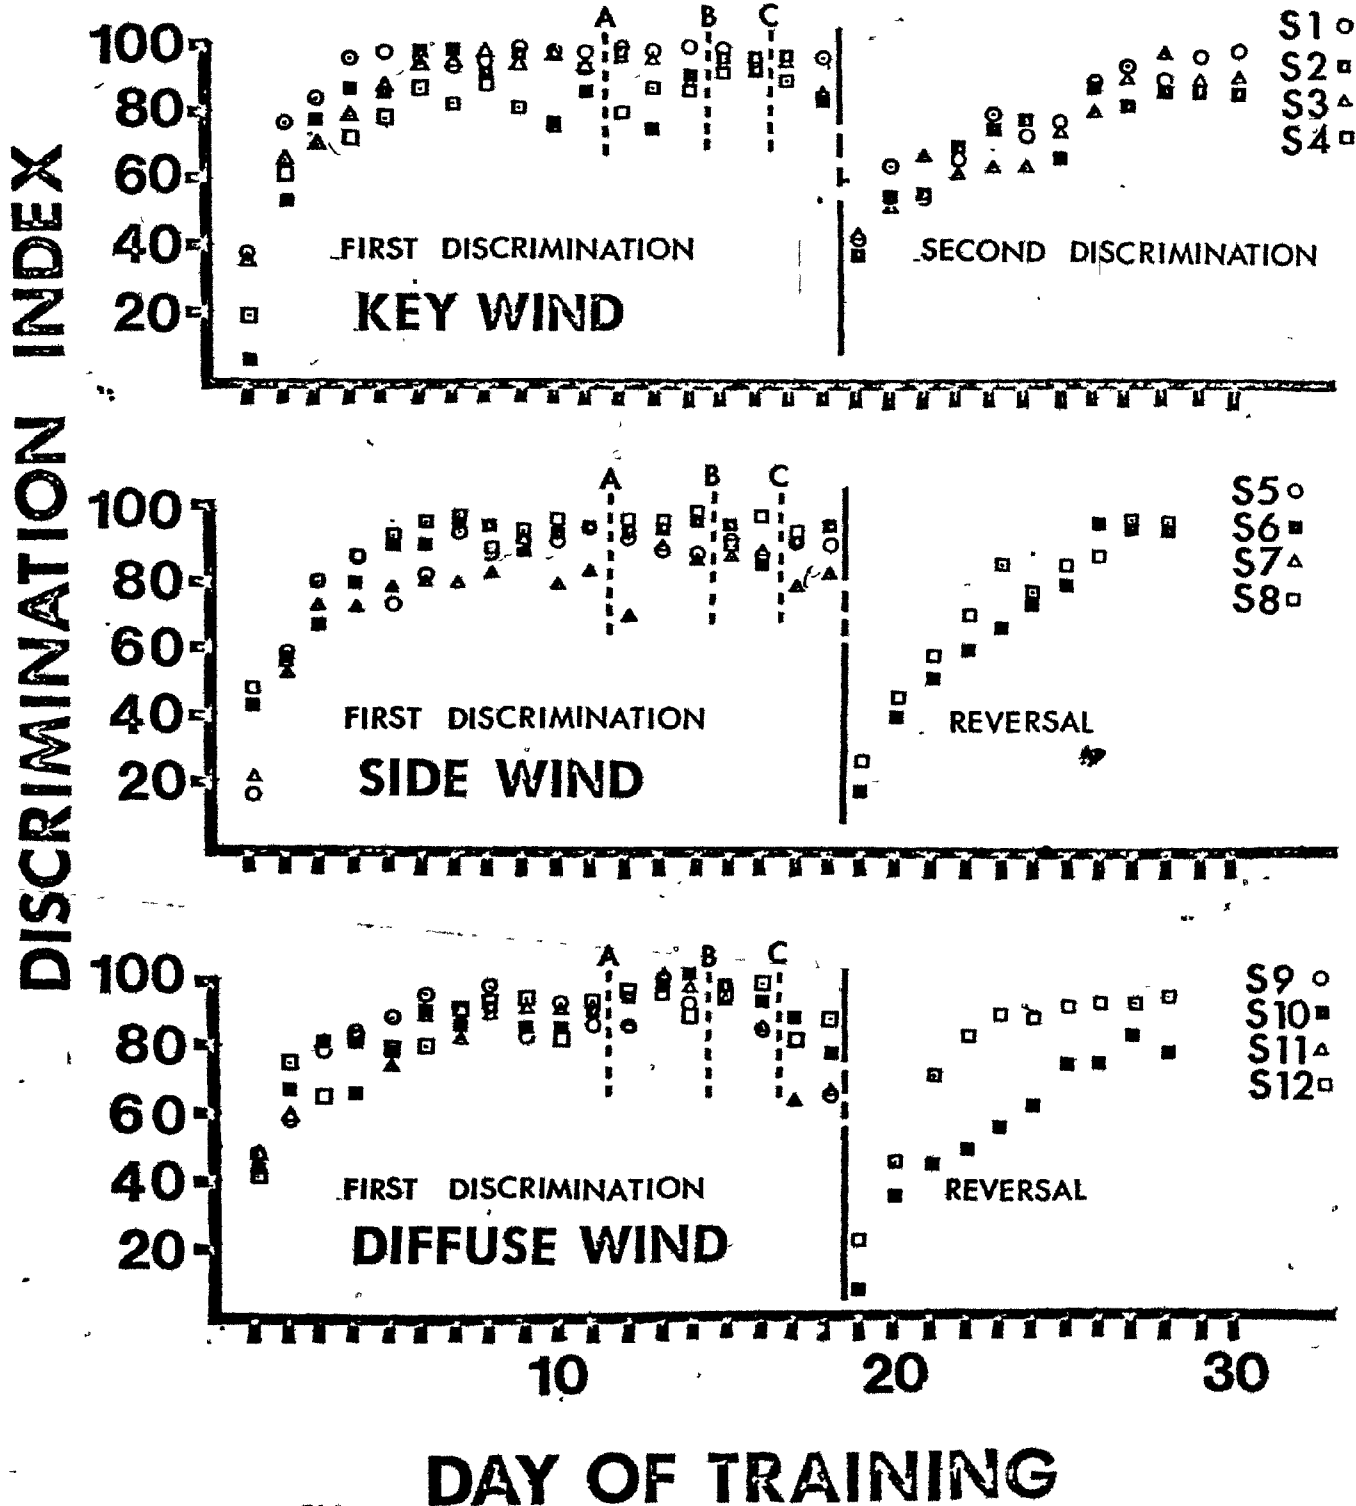 DISCRIMINATION INDEX
A B C
100
80
60
40
20
S1
S2
S3
S4
FIRST DISCRIMINATION
KEY WIND
SECOND DISCRIMINATION
A B C
100
80
60
40
20
S5
S6
S7
S8
FIRST DISCRIMINATION
SIDE WIND
REVERSAL
A B C
100
80
60
40
20
S9
S10
S11
S12
FIRST DISCRIMINATION
DIFFUSE WIND
REVERSAL
10 20 30
DAY OF TRAINING